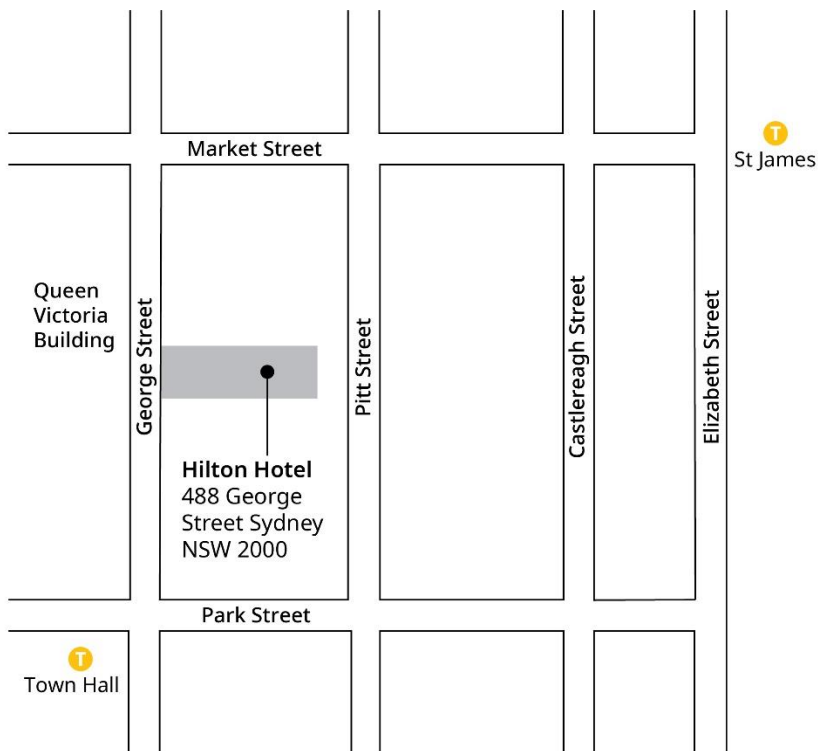 Market Street
T
St James
Queen
Victoria
Building
George Street
Pitt Street
Castlereagh Street
Elizabeth Street
Hilton Hotel
488 George
Street Sydney
NSW 2000
Park Street
T
Town Hall